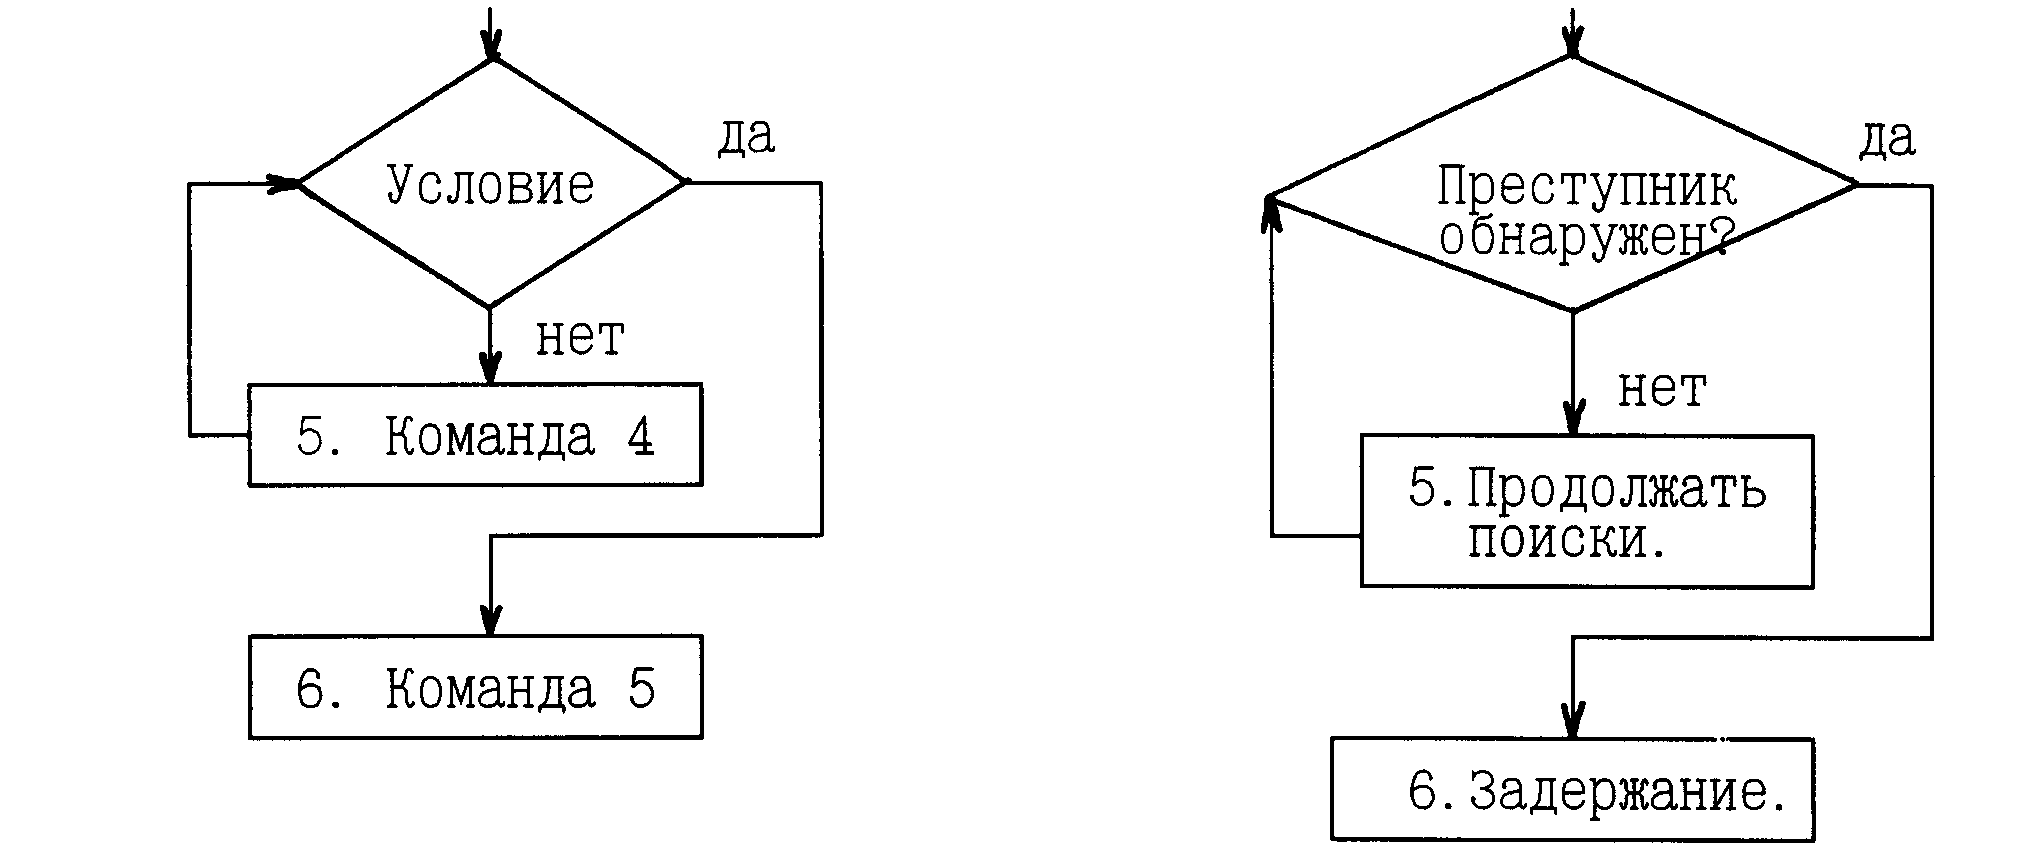 да
Условие
нет
5. Команда 4
6. Команда 5
да
Преступник
обнаружен?
нет
5. Продолжать
поиски.
6. Задержание.